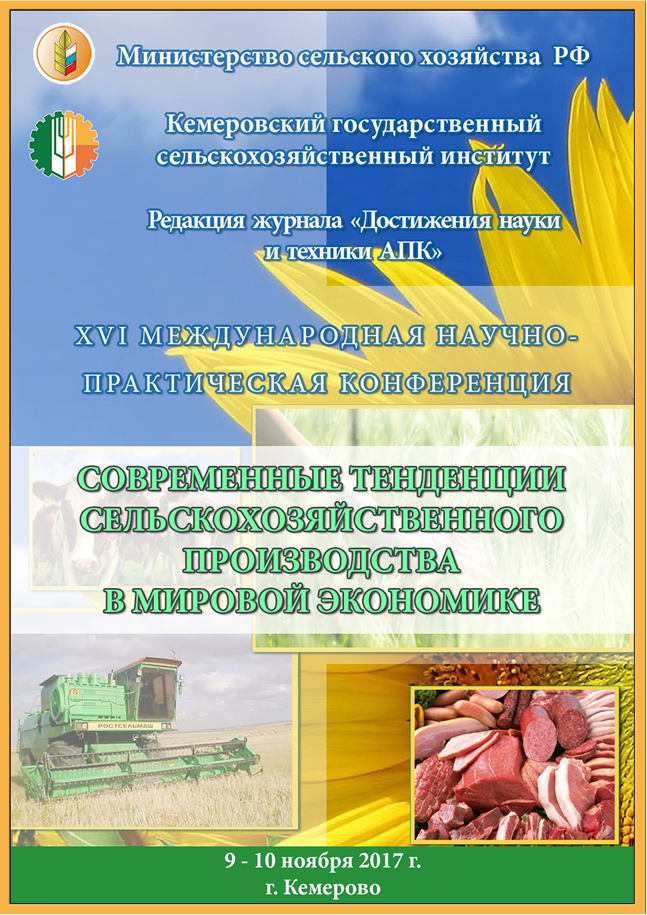 Министерство сельского хозяйства РФ
Кемеровский государственный
сельскохозяйственный институт
Редакция журнала «Достижения науки
и техники АПК»
XVI МЕЖДУНАРОДНАЯ НАУЧНО-
ПРАКТИЧЕСКАЯ КОНФЕРЕНЦИЯ
СОВРЕМЕННЫЕ ТЕНДЕНЦИИ
СЕЛЬСКОХОЗЯЙСТВЕННОГО
ПРОИЗВОДСТВА
В МИРОВОЙ ЭКОНОМИКЕ
РОСТСЕЛЬМАШ
9 - 10 ноября 2017 г.
г. Кемерово